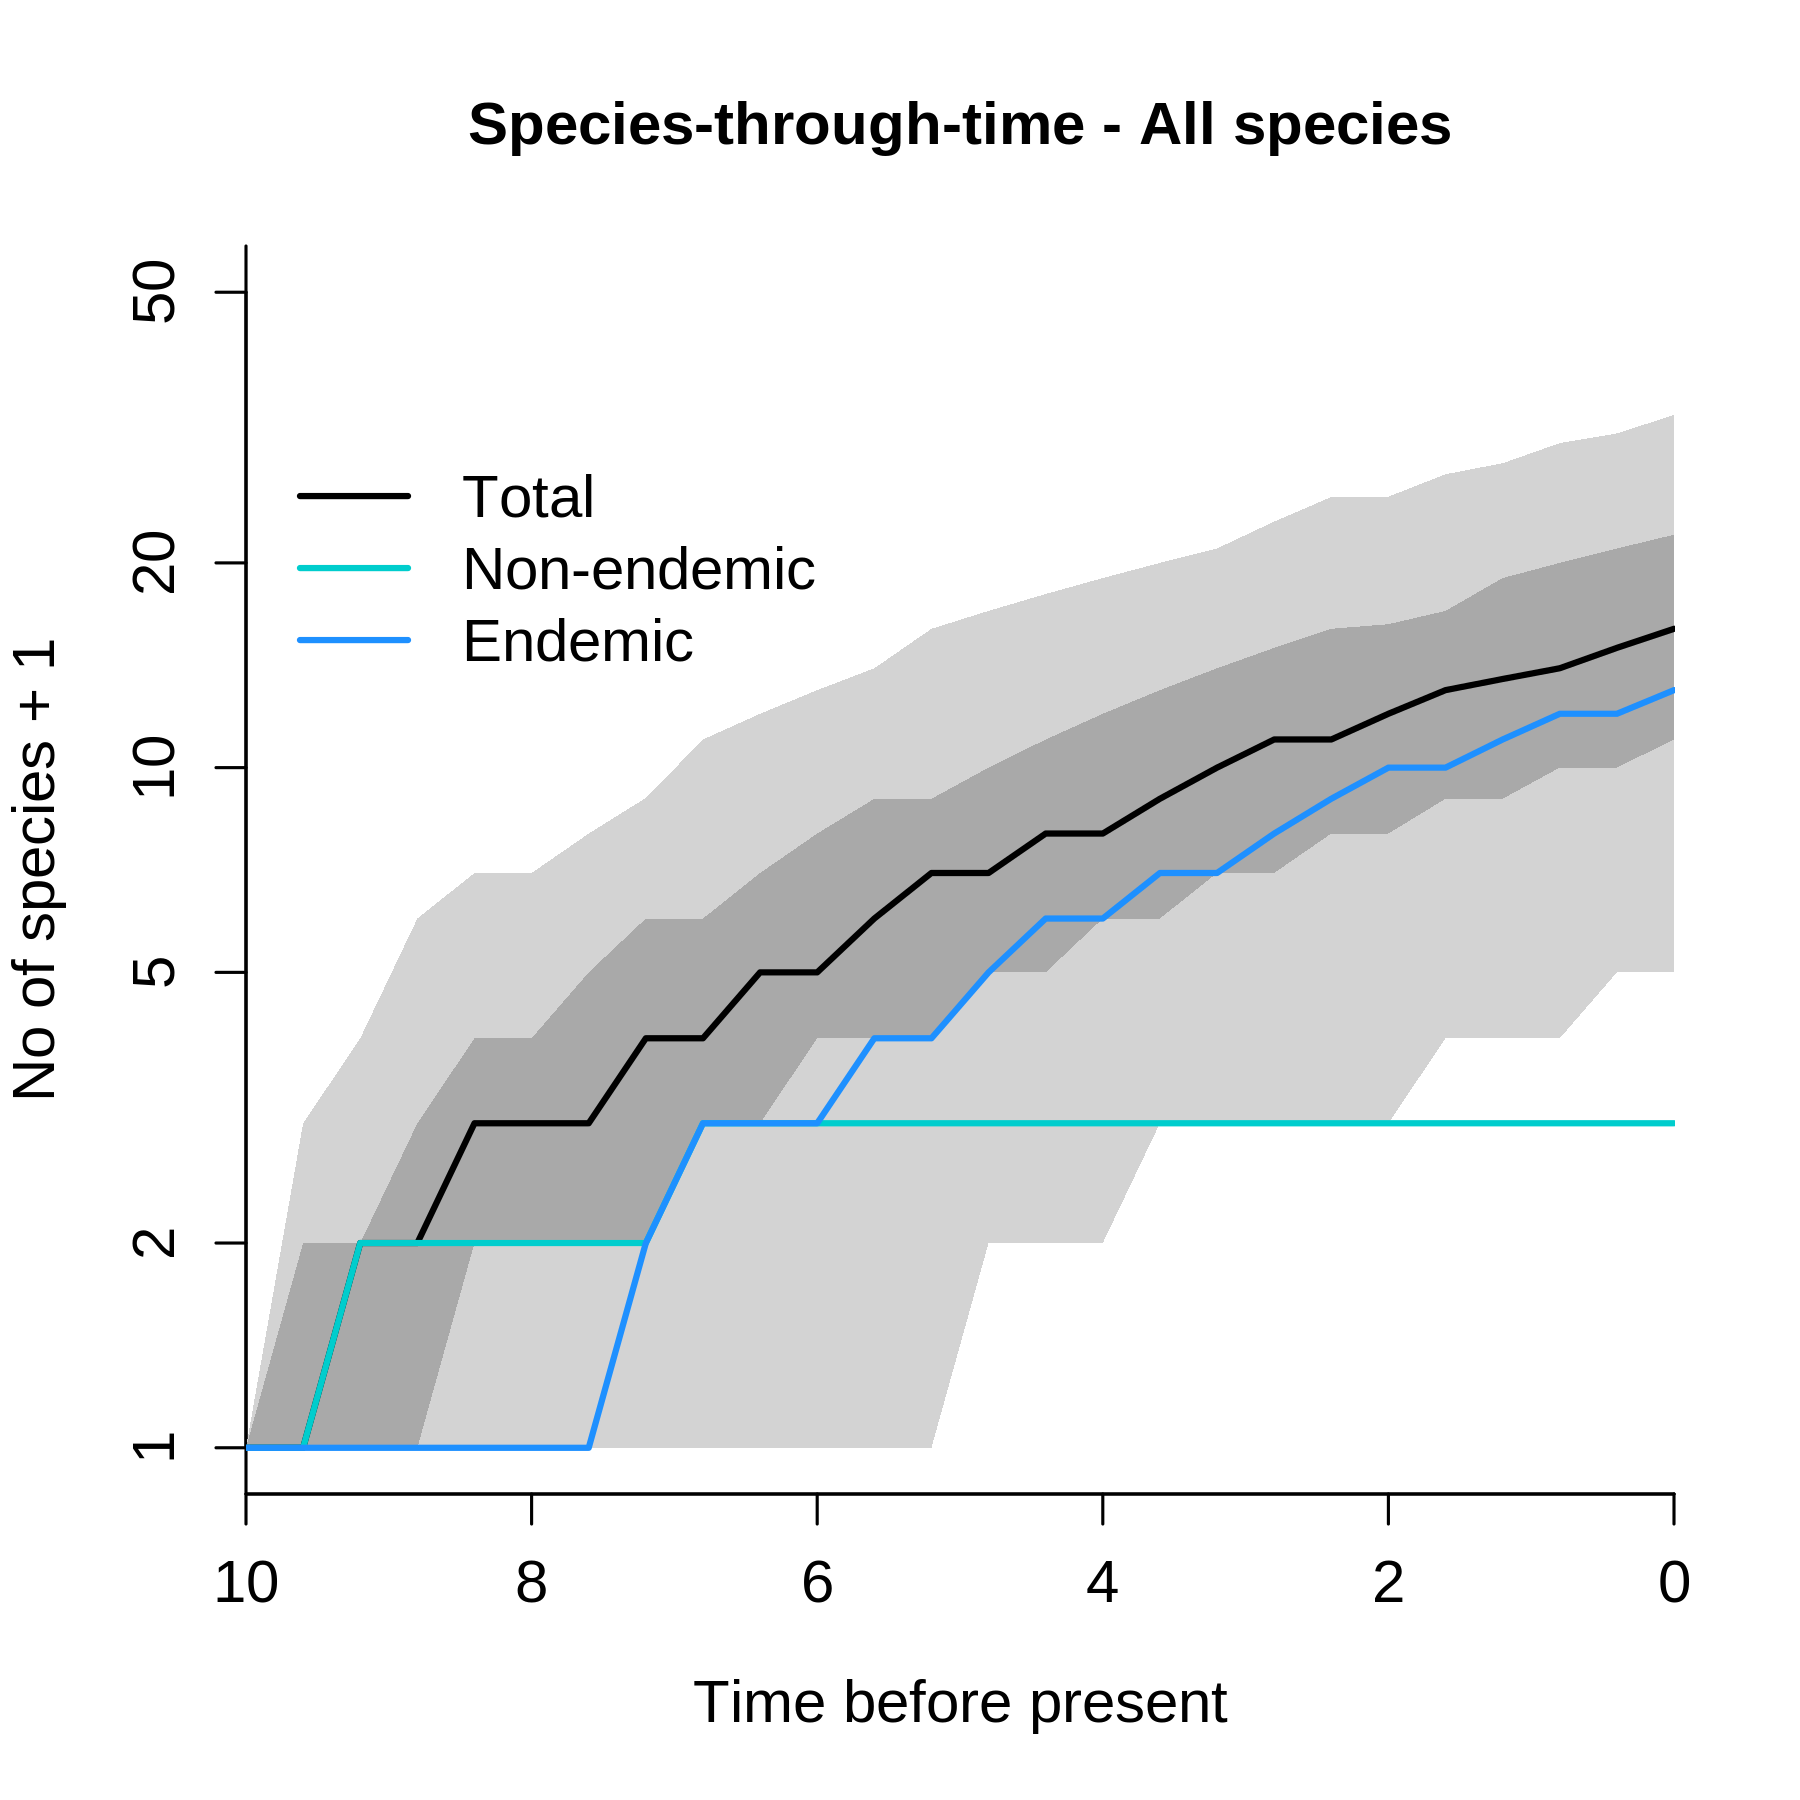 Species-through-time - All species
No of species + 1
50
20
10
5
2
1
Total
Non-endemic
Endemic
10 8 6 4 2 0
Time before present